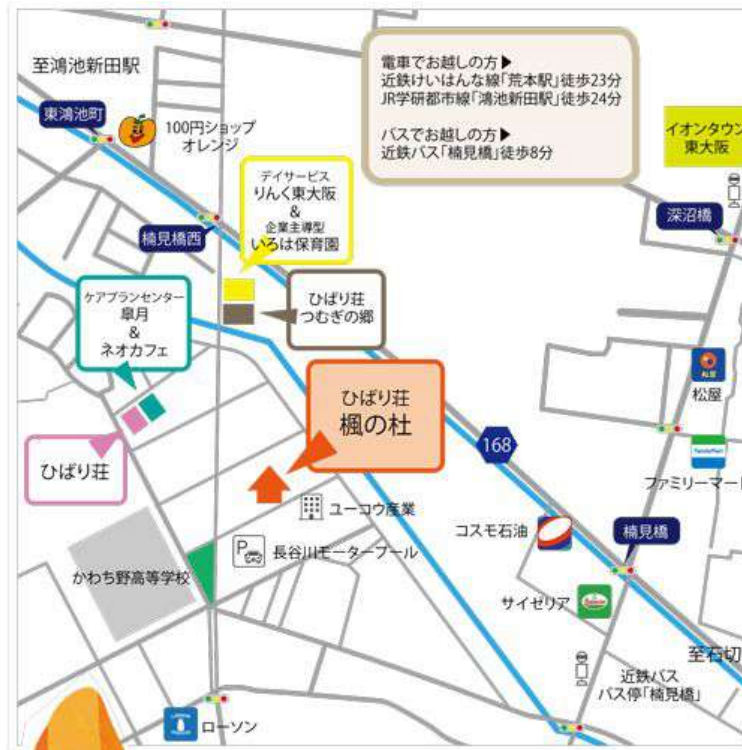 至鴻池新田駅
東鴻池町
100円ショップ
オレンジ
電車でお越しの方▶
近鉄けいはんな線「荒本駅」徒歩23分
JR学研都市線「鴻池新田駅」徒歩24分
バスでお越しの方▶
近鉄バス「楠見橋」徒歩8分
イオンタウン
東大阪
深沼橋
楠見橋西
デイサービス
りんく東大阪
&
企業主導型
いろは保育園
ケアプランセンター
皐月
&
ネオカフェ
ひばり荘
つむぎの郷
ひばり荘
楓の杜
ひばり荘
168
松屋
FamilyMart
ファミリーマート
ユーコウ産業
コスモ石油
楠見橋
P
長谷川モータープール
かわち野高等学校
サイゼリア
至石切
近鉄バス
バス停「楠見橋」
ローソン